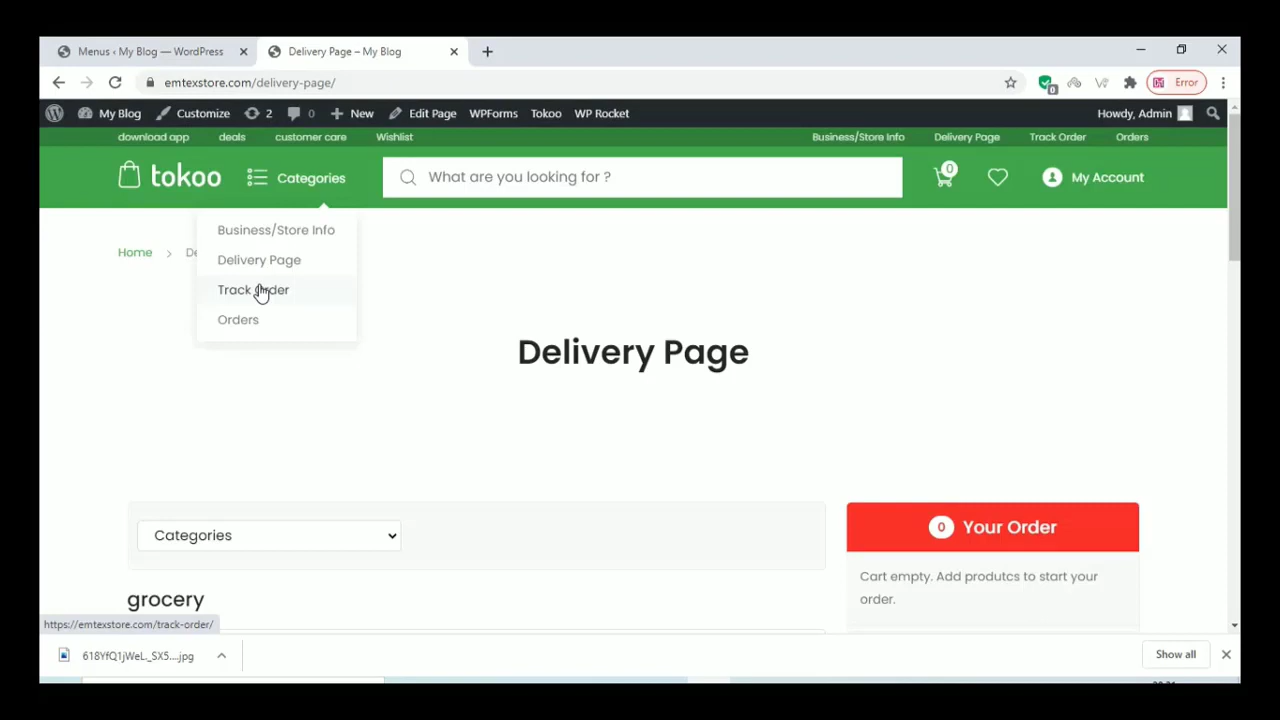 Menus ‹ My Blog — WordPress
Delivery Page – My Blog
emtexstore.com/delivery-page/
0
Error
My Blog
Customize
2
0
New
Edit Page
WPForms
Tokoo
WP Rocket
Howdy, Admin
download app
deals
customer care
Wishlist
Business/Store Info
Delivery Page
Track Order
Orders
tokoo
Categories
What are you looking for ?
0
My Account
Business/Store Info
Delivery Page
Track Order
Orders
Home
De
Delivery Page
Categories
0 Your Order
Cart empty. Add produtcs to start your
order.
grocery
https://emtexstore.com/track-order/
618YfQ1jWeL._SX5....jpg
Show all